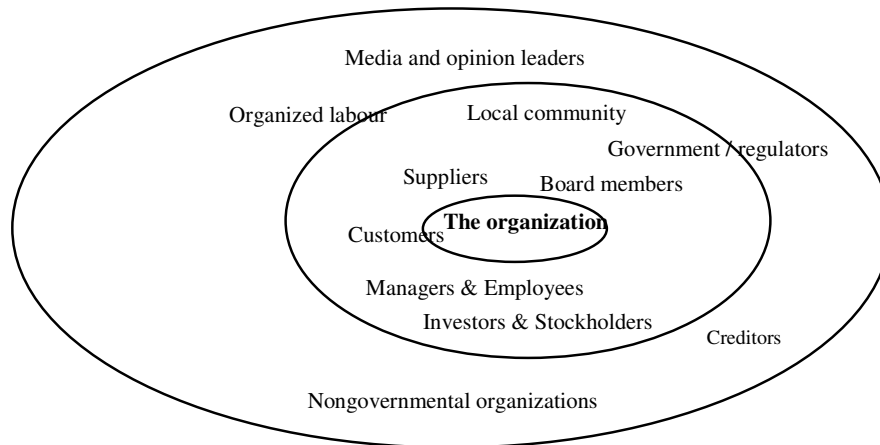 Media and opinion leaders
Organized labour
Local community
Government / regulators
Suppliers
Board members
The organization
Customers
Managers & Employees
Investors & Stockholders
Creditors
Nongovernmental organizations